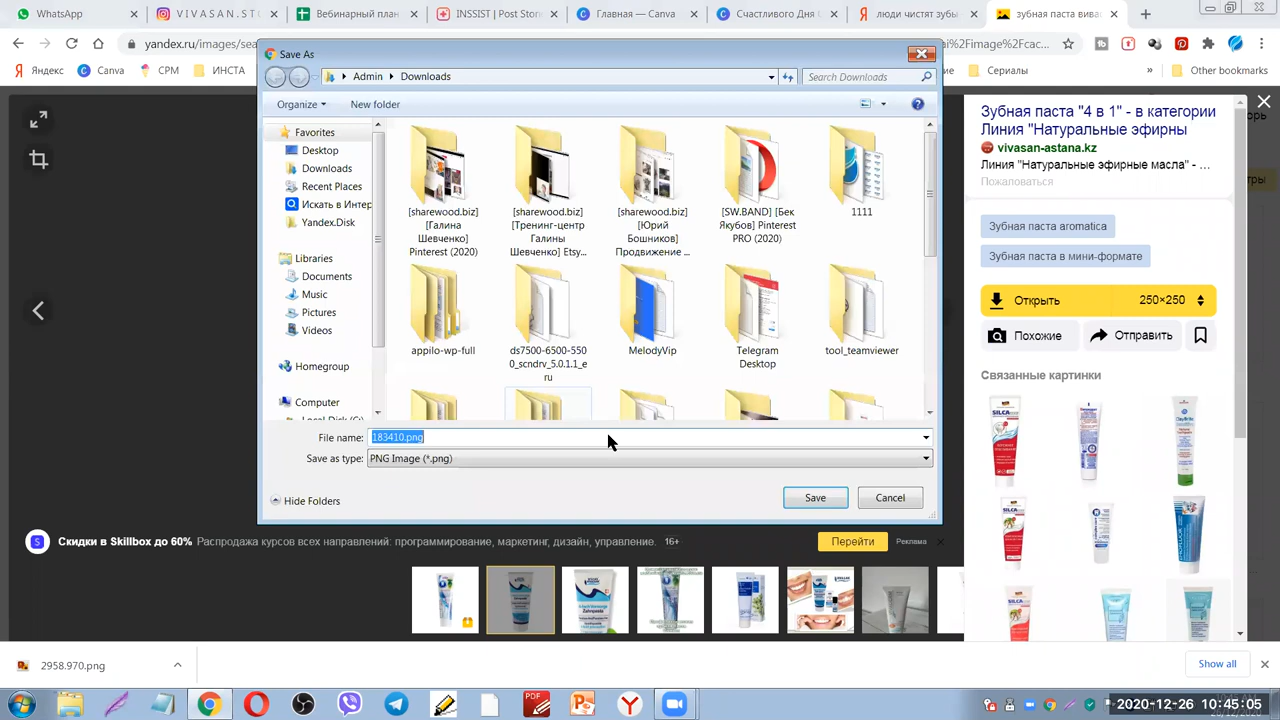 WhatsApp
V I V A S A N . S T O
Вебинарный план
INSSIST | Post Stor
Главная — Canva
Счастливого Дня
люди чистят зубы
зубная паста вива
yandex.ru/images/sea
Яндекс
Canva
СРМ
ИНСТА
Сериалы
»
Other bookmarks
Save As
Admin
Downloads
Search Downloads
Organize
New folder
Favorites
Desktop
Downloads
Recent Places
Искать в Интер
Yandex.Disk
Libraries
Documents
Music
Pictures
Videos
Homegroup
Computer
[sharewood.biz] [Галина Шевченко] Pinterest (2020)
[sharewood.biz] [Тренинг-центр Галины Шевченко] Etsy...
[sharewood.biz] [Юрий Бошников] Продвижение ...
[SW.BAND] [Бек Якубов] Pinterest PRO (2020)
1111
appilo-wp-full
ds7500-6500-5500_scndrv_5.0.1.1_eru
MelodyVip
Telegram Desktop
tool_teamviewer
File name:
183410.png
Save as type:
PNG Image (*.png)
Hide Folders
Save
Cancel
Зубная паста "4 в 1" - в категории
Линия "Натуральные эфирны
vivasan-astana.kz
Линия "Натуральные эфирные масла" - ...
Пожаловаться
Зубная паста aromatica
Зубная паста в мини-формате
Открыть
250×250
Похожие
Отправить
Связанные картинки
Скидки в Skillbox до 60%
Распродажа курсов всех направлений:
маркетинг, дизайн, управление.
16+
Перейти
Реклама
2958.970.png
Show all
2020-12-26 10:45:05